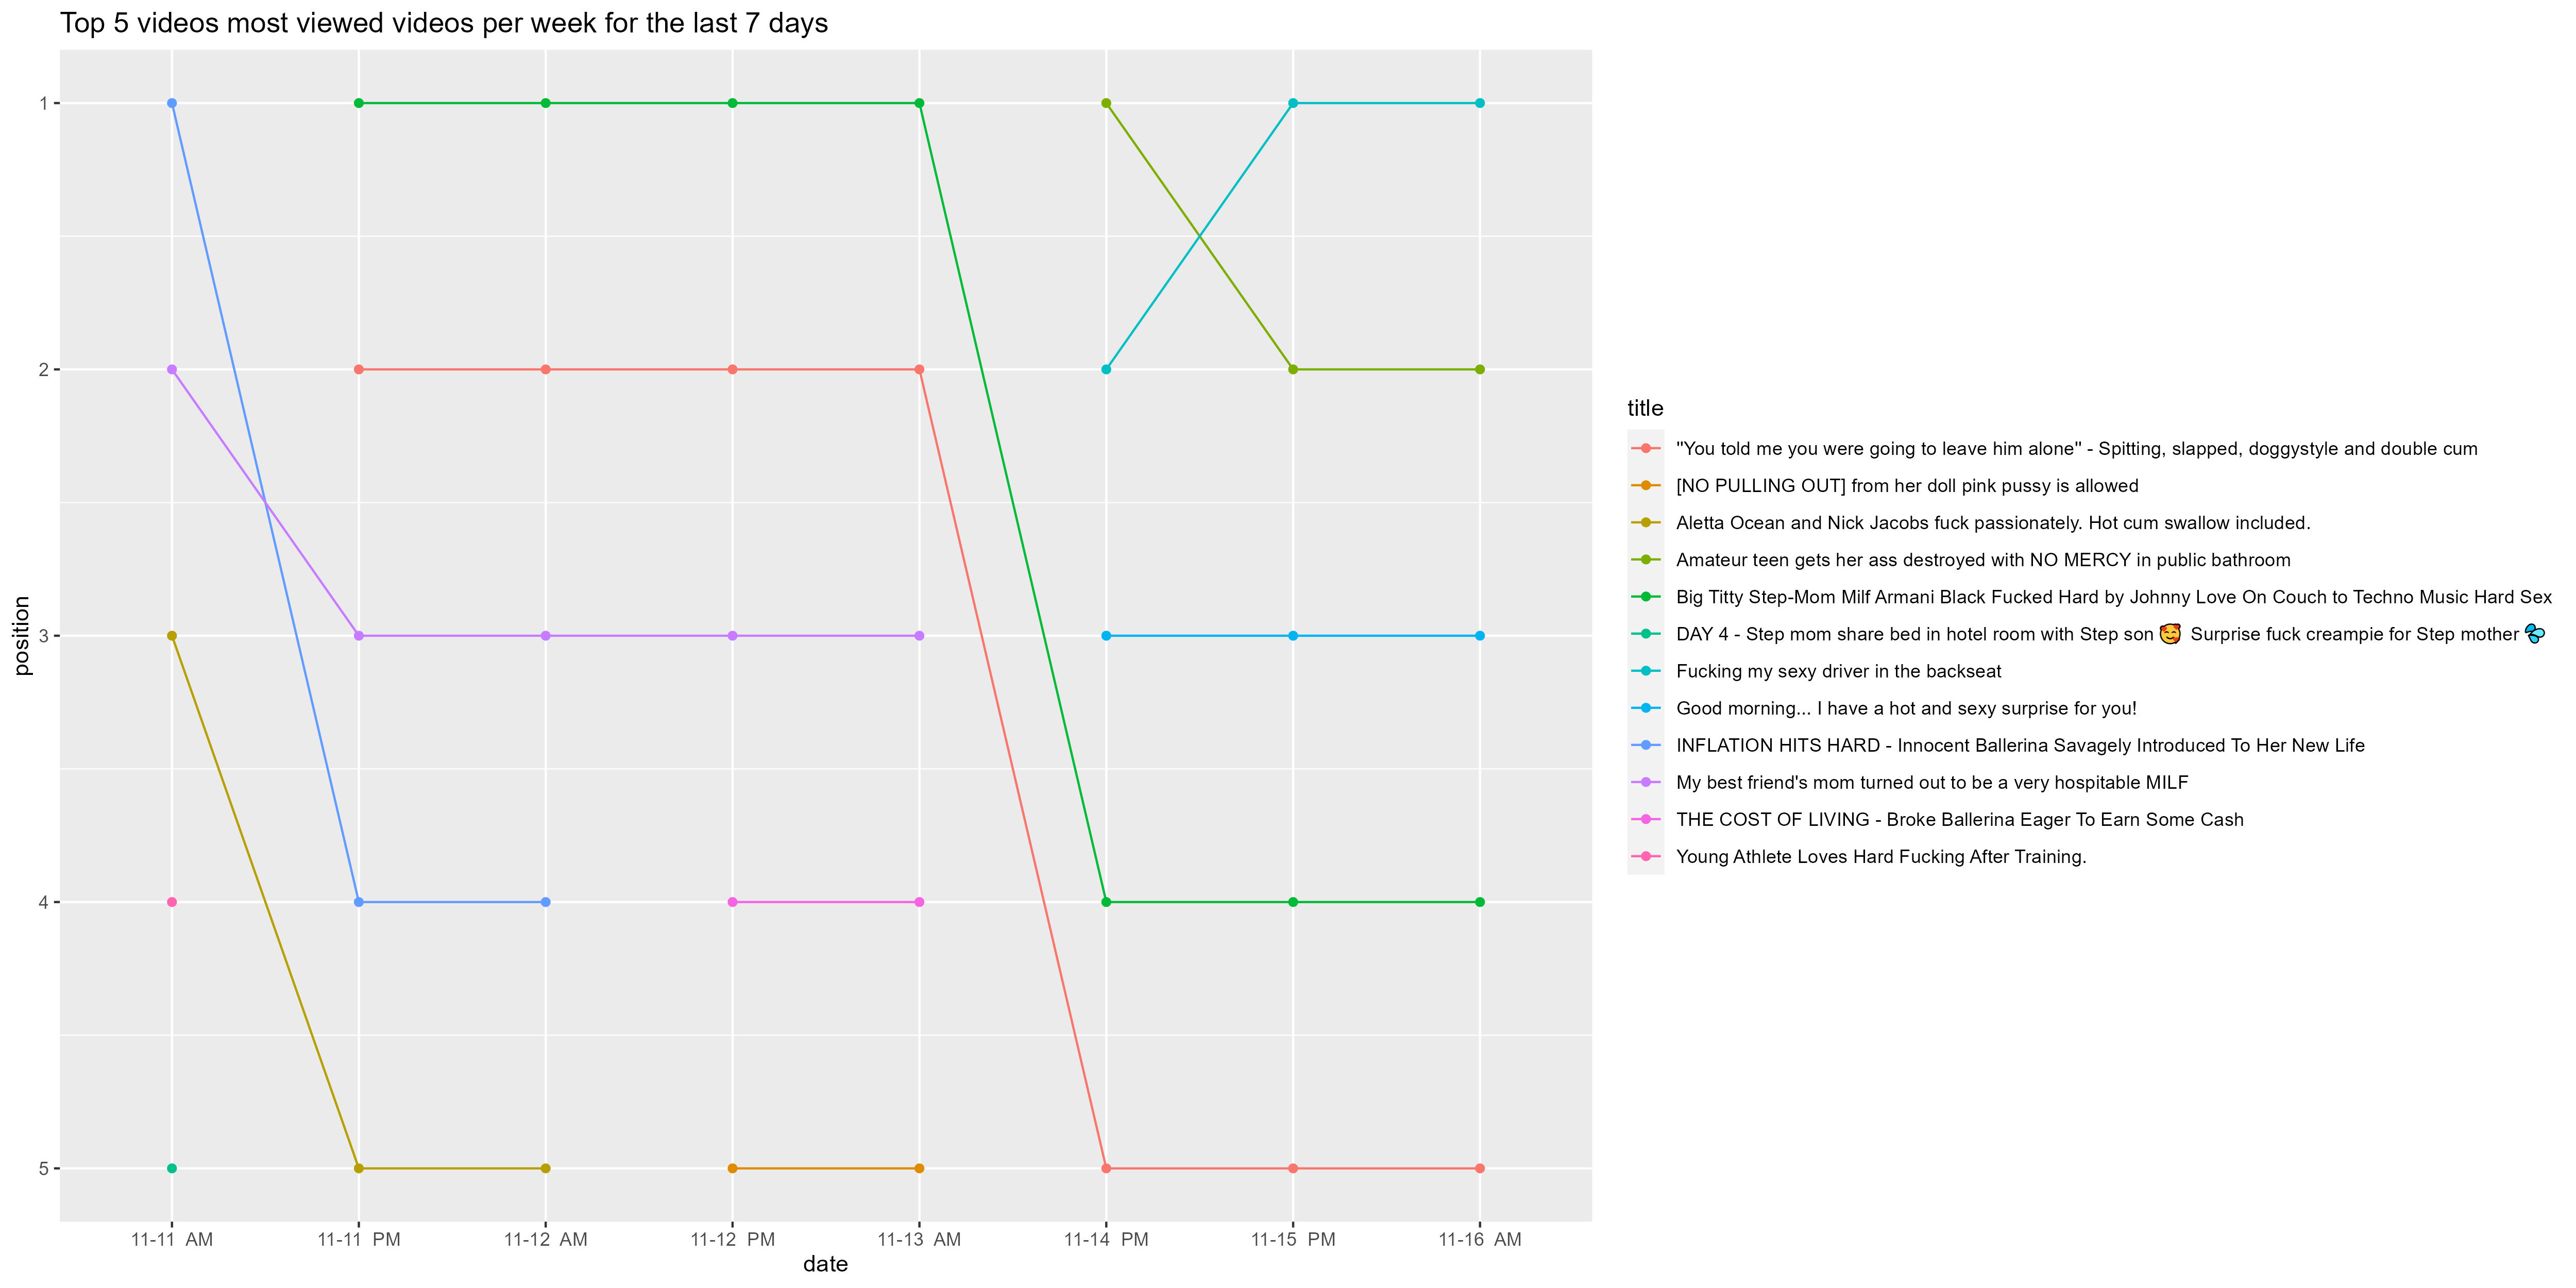 Top 5 videos most viewed videos per week for the last 7 days
position
1
2
3
4
5
11-11 AM
11-11 PM
11-12 AM
11-12 PM
11-13 AM
11-14 PM
11-15 PM
11-16 AM
date
title
"You told me you were going to leave him alone" - Spitting, slapped, doggystyle and double cum
[NO PULLING OUT] from her doll pink pussy is allowed
Aletta Ocean and Nick Jacobs fuck passionately. Hot cum swallow included.
Amateur teen gets her ass destroyed with NO MERCY in public bathroom
Big Titty Step-Mom Milf Armani Black Fucked Hard by Johnny Love On Couch to Techno Music Hard Sex
DAY 4 - Step mom share bed in hotel room with Step son 🥰 Surprise fuck creampie for Step mother 💦
Fucking my sexy driver in the backseat
Good morning... I have a hot and sexy surprise for you!
INFLATION HITS HARD - Innocent Ballerina Savagely Introduced To Her New Life
My best friend's mom turned out to be a very hospitable MILF
THE COST OF LIVING - Broke Ballerina Eager To Earn Some Cash
Young Athlete Loves Hard Fucking After Training.